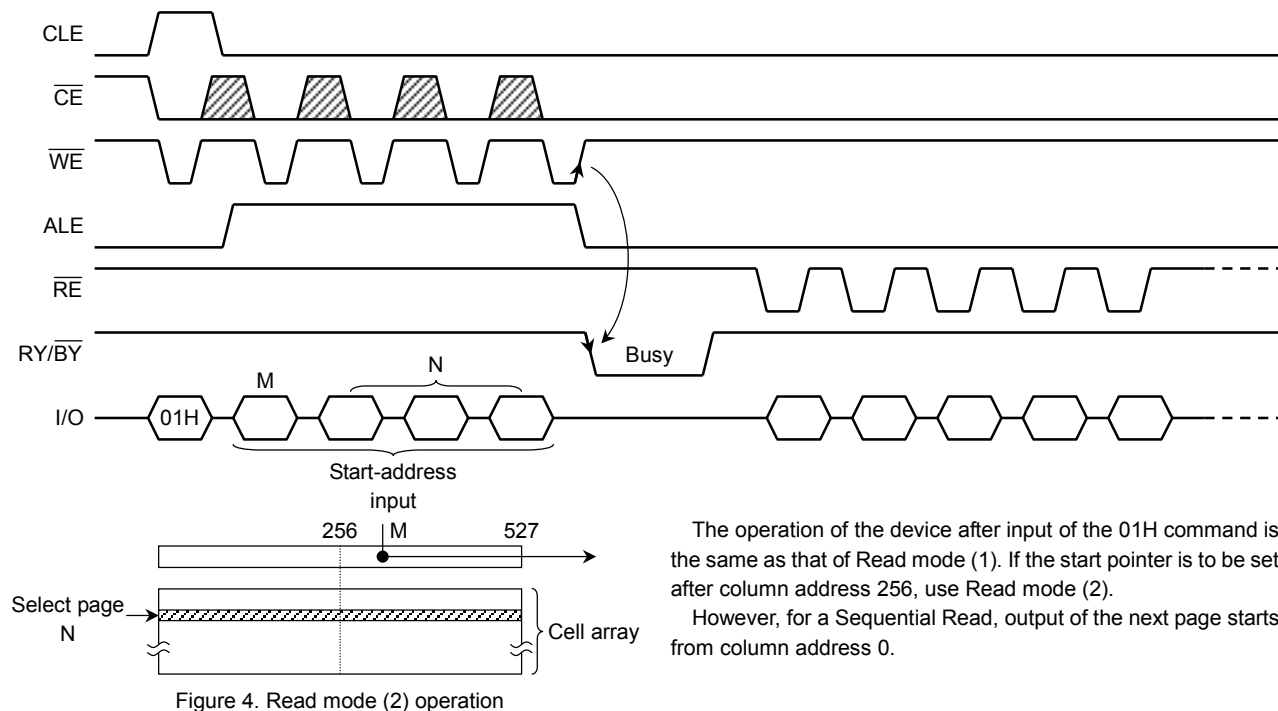 CLE
CE
WE
ALE
RE
RY/BY
Busy
M
N
I/O
01H
Start-address
input
256
M
527
Select page
N
Cell array
Figure 4. Read mode (2) operation
The operation of the device after input of the 01H command is
the same as that of Read mode (1). If the start pointer is to be set
after column address 256, use Read mode (2).
However, for a Sequential Read, output of the next page starts
from column address 0.